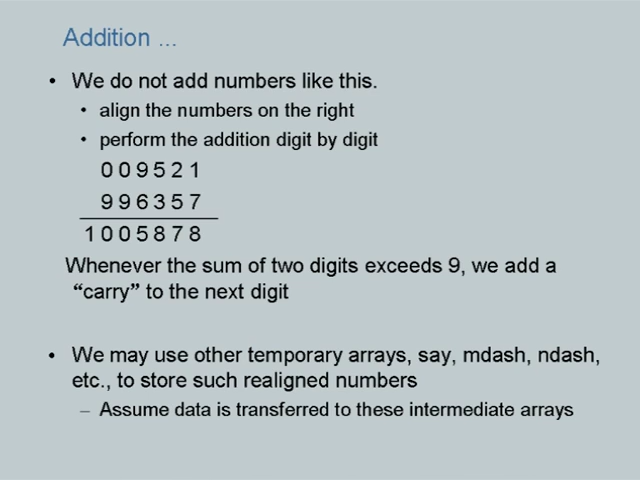 Addition ...
• We do not add numbers like this.
• align the numbers on the right
• perform the addition digit by digit
0 0 9 5 2 1
9 9 6 3 5 7
1 0 0 5 8 7 8
Whenever the sum of two digits exceeds 9, we add a
“carry” to the next digit
• We may use other temporary arrays, say, mdash, ndash,
etc., to store such realigned numbers
– Assume data is transferred to these intermediate arrays